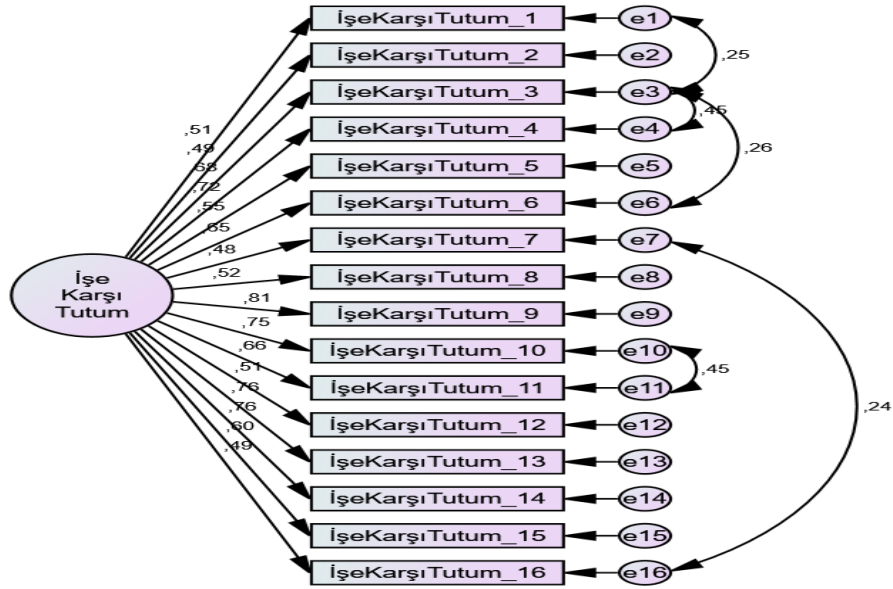 İşeKarşıTutum_1
e1
,25
İşeKarşıTutum_2
e2
İşeKarşıTutum_3
e3
,45
İşeKarşıTutum_4
e4
,26
İşeKarşıTutum_5
e5
İşeKarşıTutum_6
e6
İşeKarşıTutum_7
e7
İşeKarşıTutum_8
e8
İşeKarşıTutum_9
e9
İşeKarşıTutum_10
e10
,45
İşeKarşıTutum_11
e11
,24
İşeKarşıTutum_12
e12
İşeKarşıTutum_13
e13
İşeKarşıTutum_14
e14
İşeKarşıTutum_15
e15
İşeKarşıTutum_16
e16
,51
,49
,68
,72
,55
,65
,48
,52
,81
,75
,66
,51
,76
,76
,60
,49
İşe
Karşı
Tutum